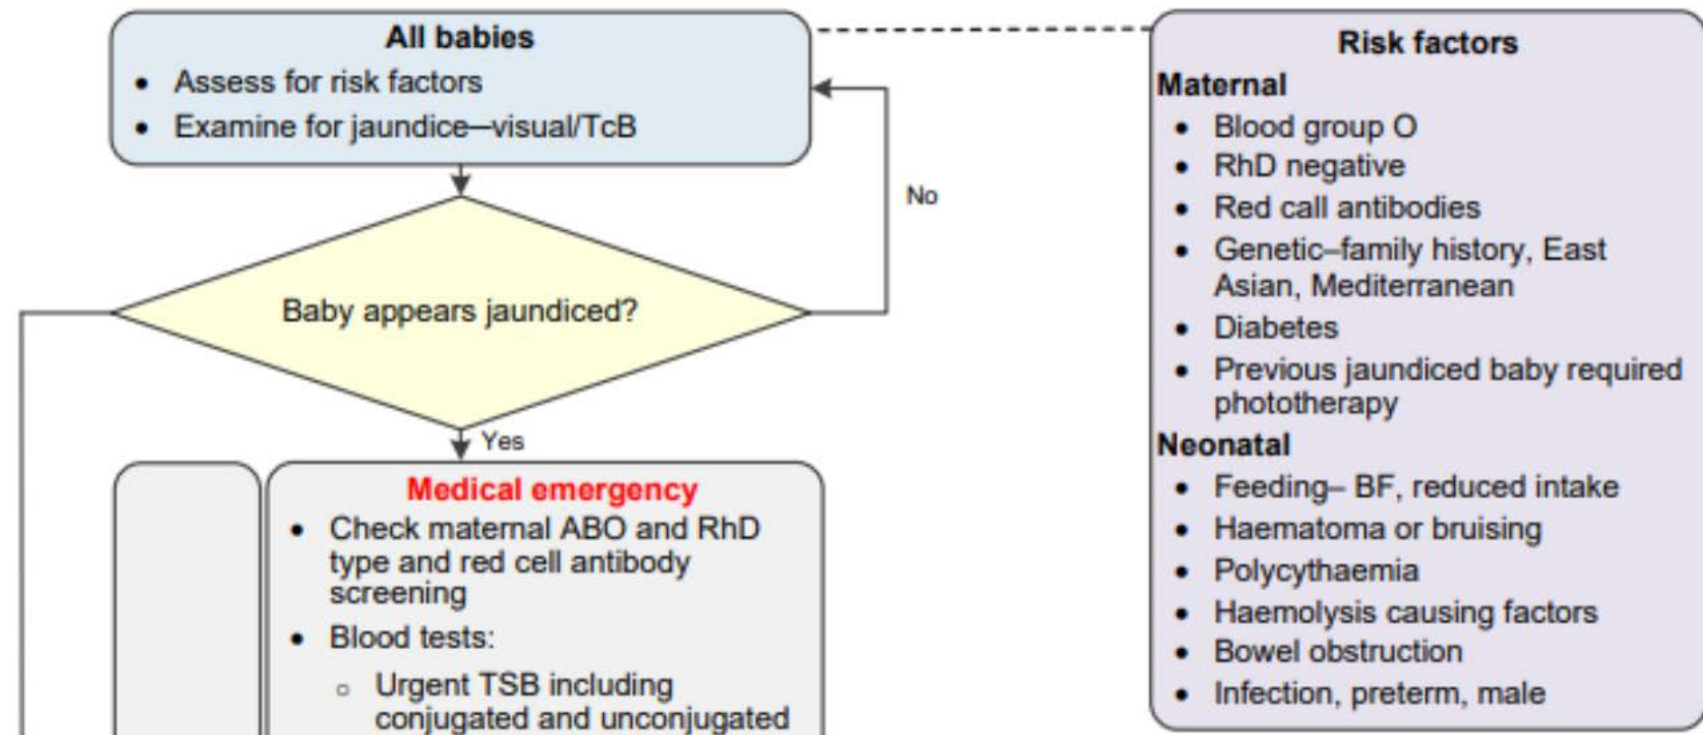 All babies
• Assess for risk factors
• Examine for jaundice—visual/TcB
No
Baby appears jaundiced?
Yes
Medical emergency
• Check maternal ABO and RhD
type and red cell antibody
screening
• Blood tests:
o Urgent TSB including
conjugated and unconjugated
Risk factors
Maternal
• Blood group O
• RhD negative
• Red call antibodies
• Genetic–family history, East
Asian, Mediterranean
• Diabetes
• Previous jaundiced baby required
phototherapy
Neonatal
• Feeding– BF, reduced intake
• Haematoma or bruising
• Polycythaemia
• Haemolysis causing factors
• Bowel obstruction
• Infection, preterm, male